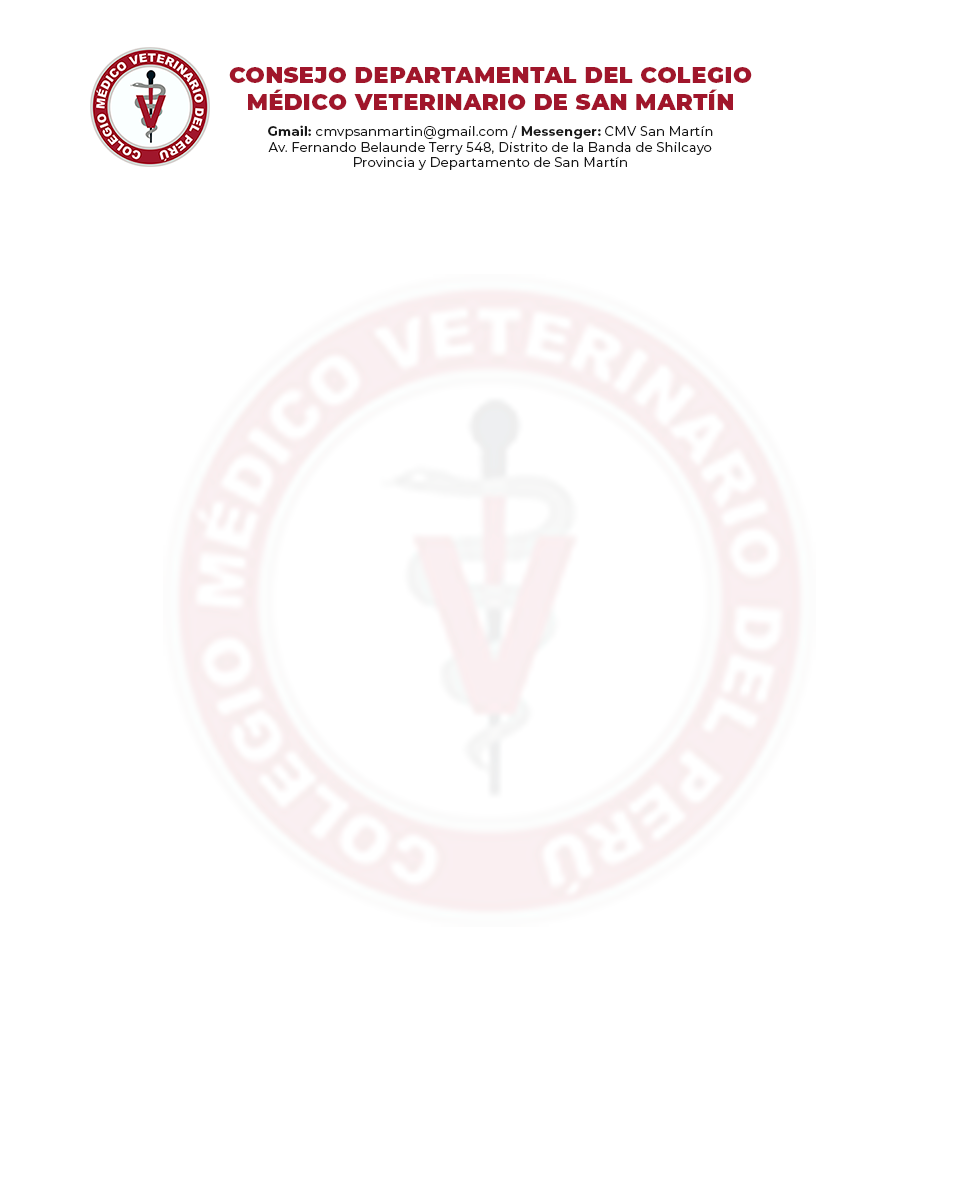 COLEGIO MÉDICO VETERINARIO DEL PERÚ
V
CONSEJO DEPARTAMENTAL DEL COLEGIO
MÉDICO VETERINARIO DE SAN MARTÍN
Gmail: cmvpsanmartin@gmail.com / Messenger: CMV San Martín
Av. Fernando Belaunde Terry 548, Distrito de la Banda de Shilcayo
Provincia y Departamento de San Martín
COLEGIO MÉDICO VETERINARIO DEL PERÚ
V